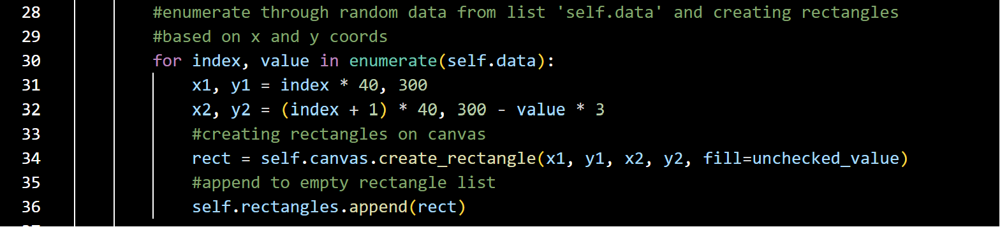 28 #enumerate through random data from list 'self.data' and creating rectangles
29 #based on x and y coords
30 for index, value in enumerate(self.data):
31 x1, y1 = index * 40, 300
32 x2, y2 = (index + 1) * 40, 300 - value * 3
33 #creating rectangles on canvas
34 rect = self.canvas.create_rectangle(x1, y1, x2, y2, fill=unchecked_value)
35 #append to empty rectangle list
36 self.rectangles.append(rect)